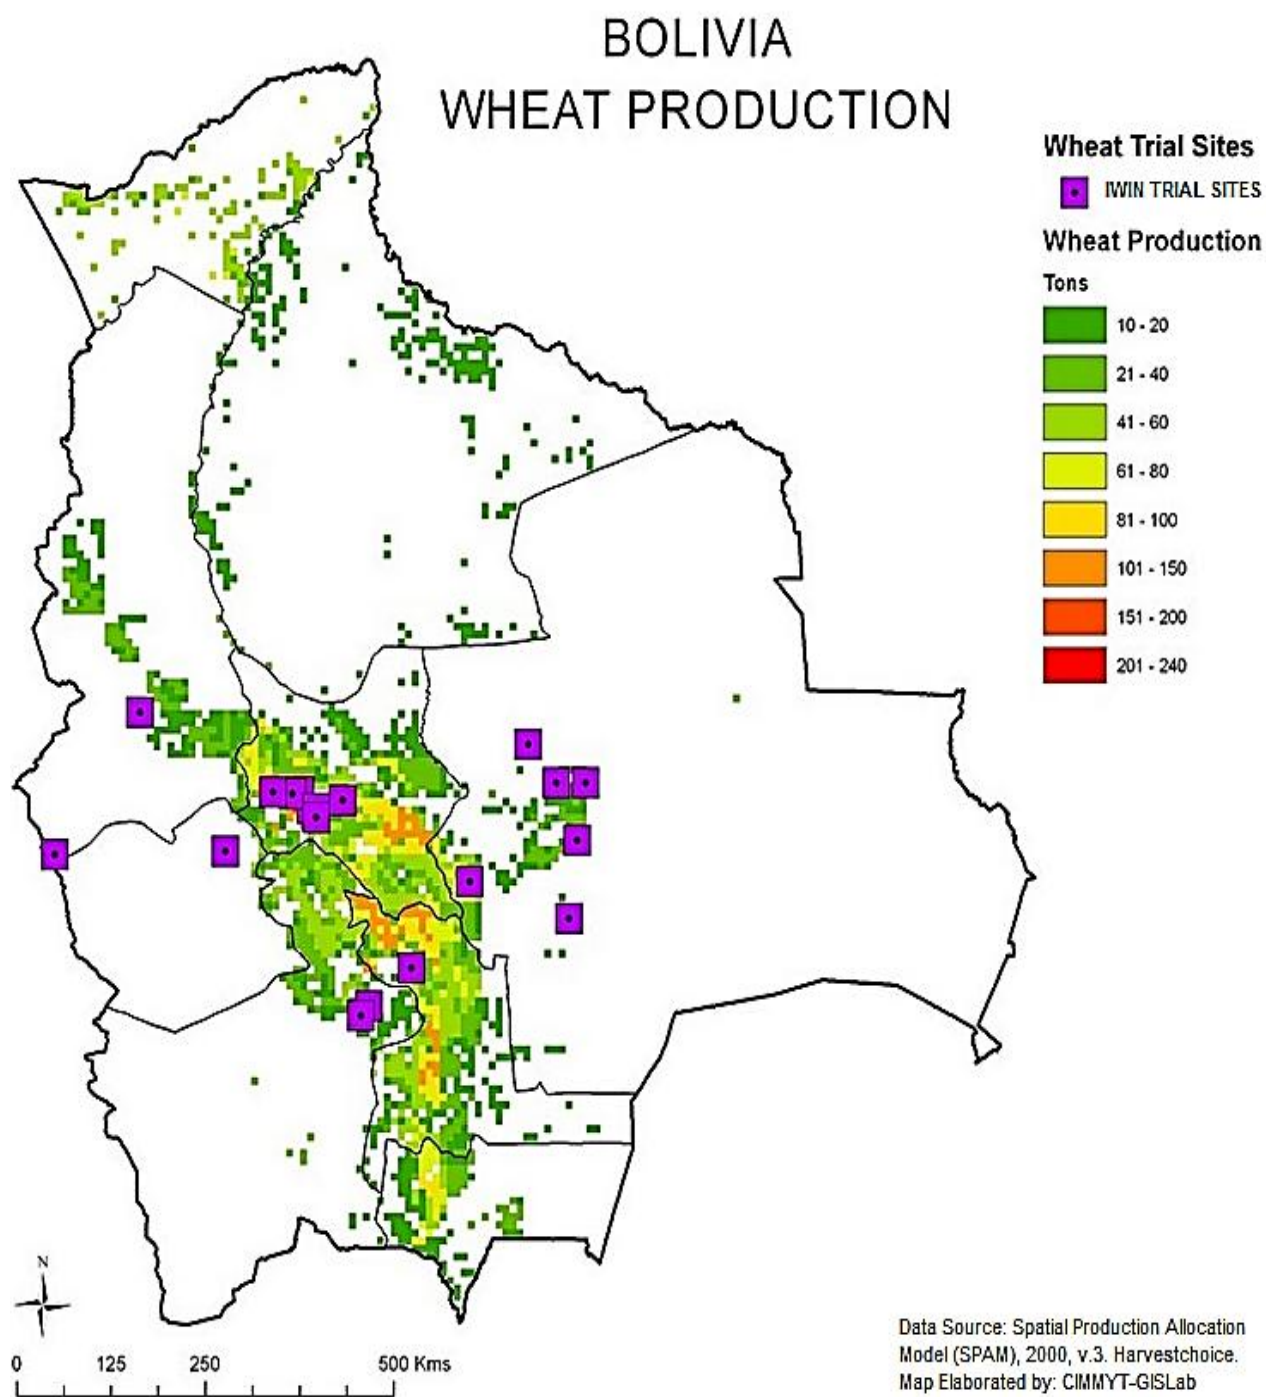 BOLIVIA
WHEAT PRODUCTION
Wheat Trial Sites
IWIN TRIAL SITES
Wheat Production
Tons
10 - 20
21 - 40
41 - 60
61 - 80
81 - 100
101 - 150
151 - 200
201 - 240
N
0 125 250 500 Kms
Data Source: Spatial Production Allocation
Model (SPAM), 2000, v.3. Harvestchoice.
Map Elaborated by: CIMMYT-GISLab